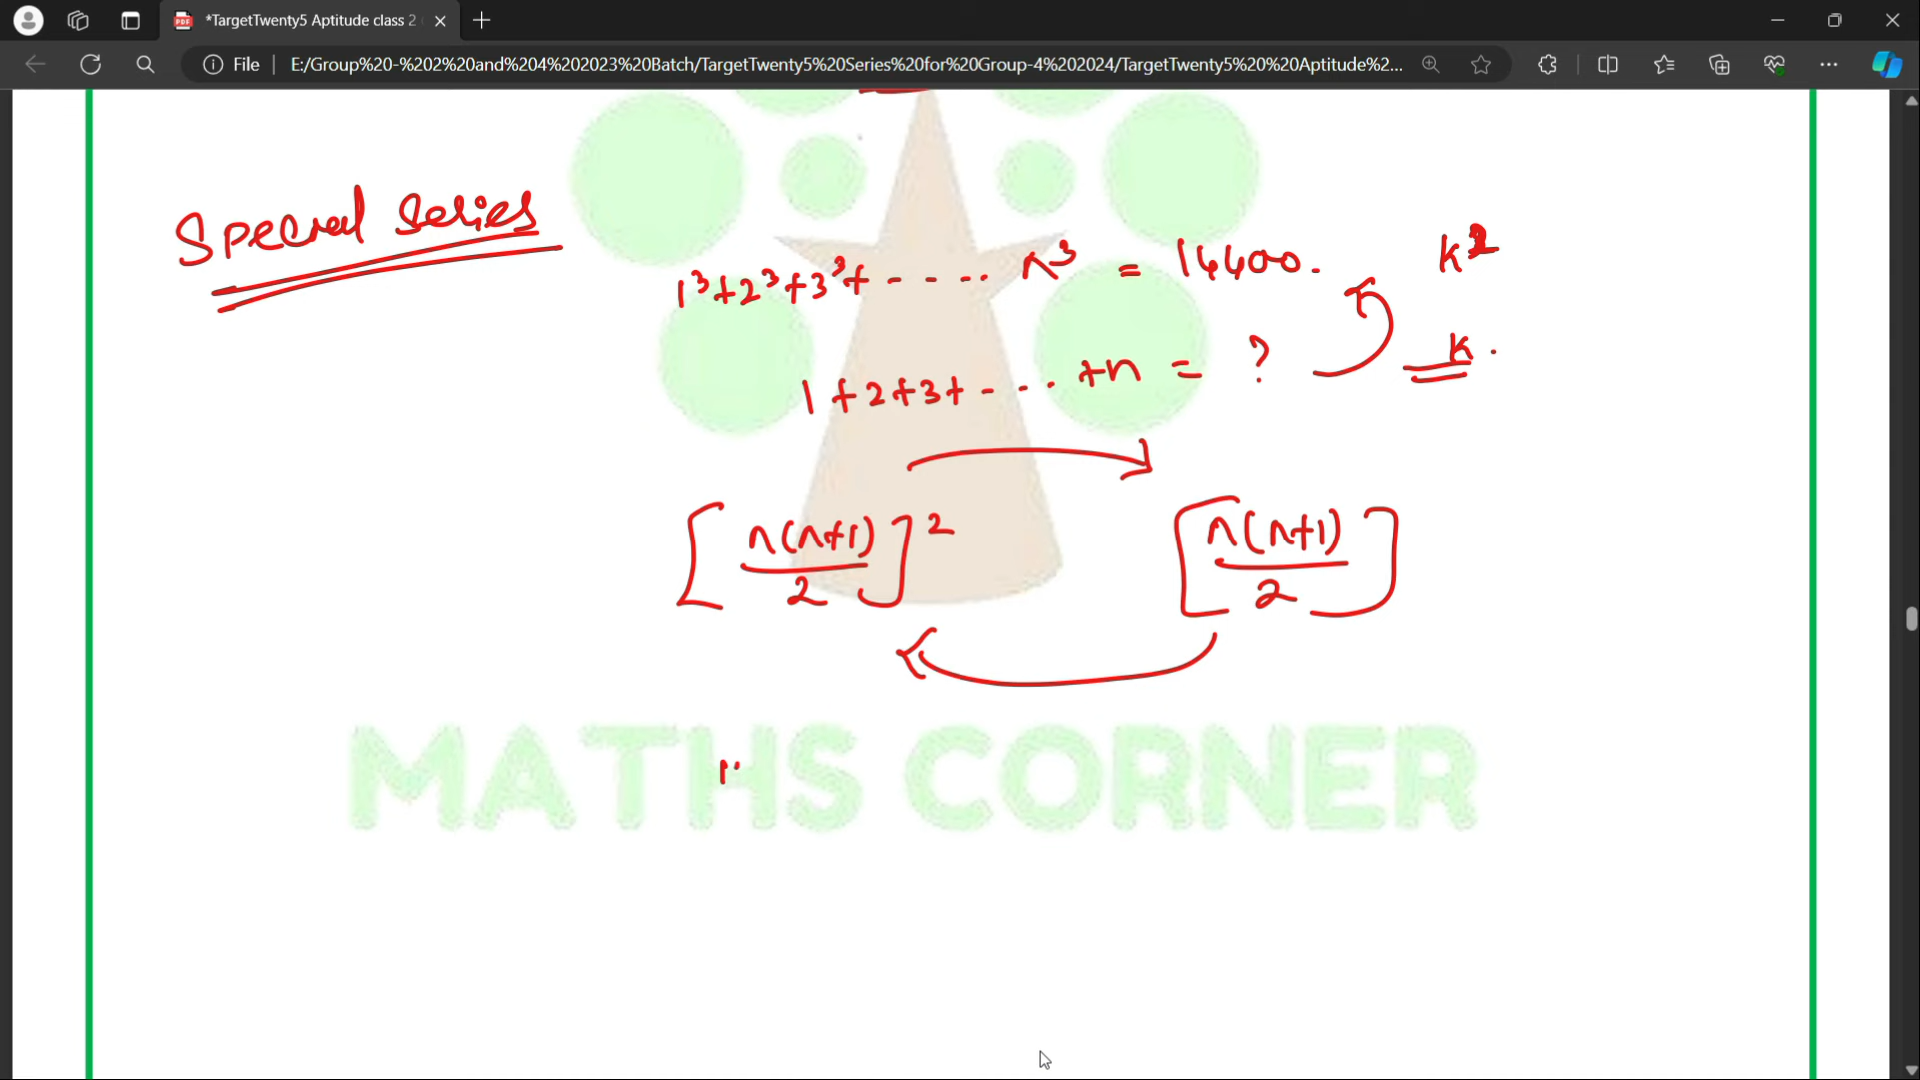 *TargetTwenty5 Aptitude class 2
File
E:/Group%20-%202%20and%204%202023%20Batch/TargetTwenty5%20Series%20for%20Group-4%202024/TargetTwenty5%20%20Aptitude%2...
Special Series
1³+2³+3³+ - - - .. n³ = 14400.
k²
1 + 2 + 3 + - - .. +n = ?
k.
[n(n+1)/2]²
[n(n+1)/2]
MATHS CORNER